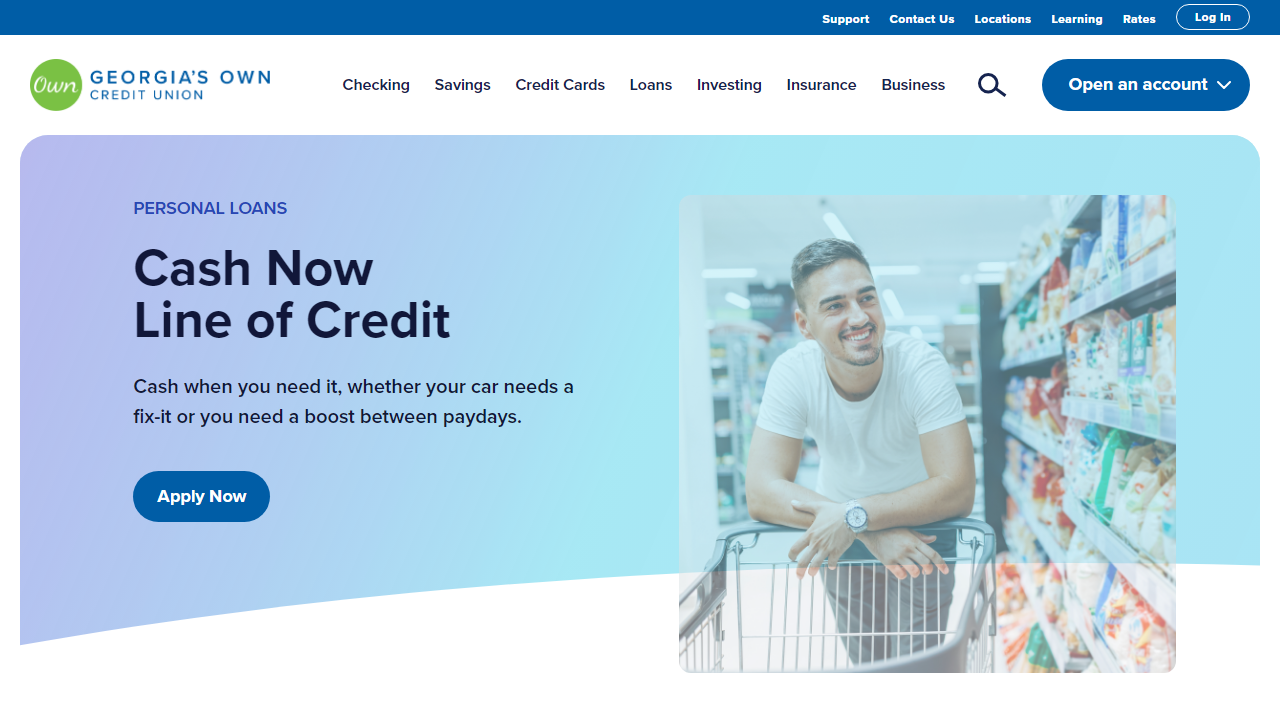 Support Contact Us Locations Learning Rates Log In
Own GEORGIA'S OWN
CREDIT UNION
Checking Savings Credit Cards Loans Investing Insurance Business Open an account
PERSONAL LOANS
Cash Now
Line of Credit
Cash when you need it, whether your car needs a
fix-it or you need a boost between paydays.
Apply Now